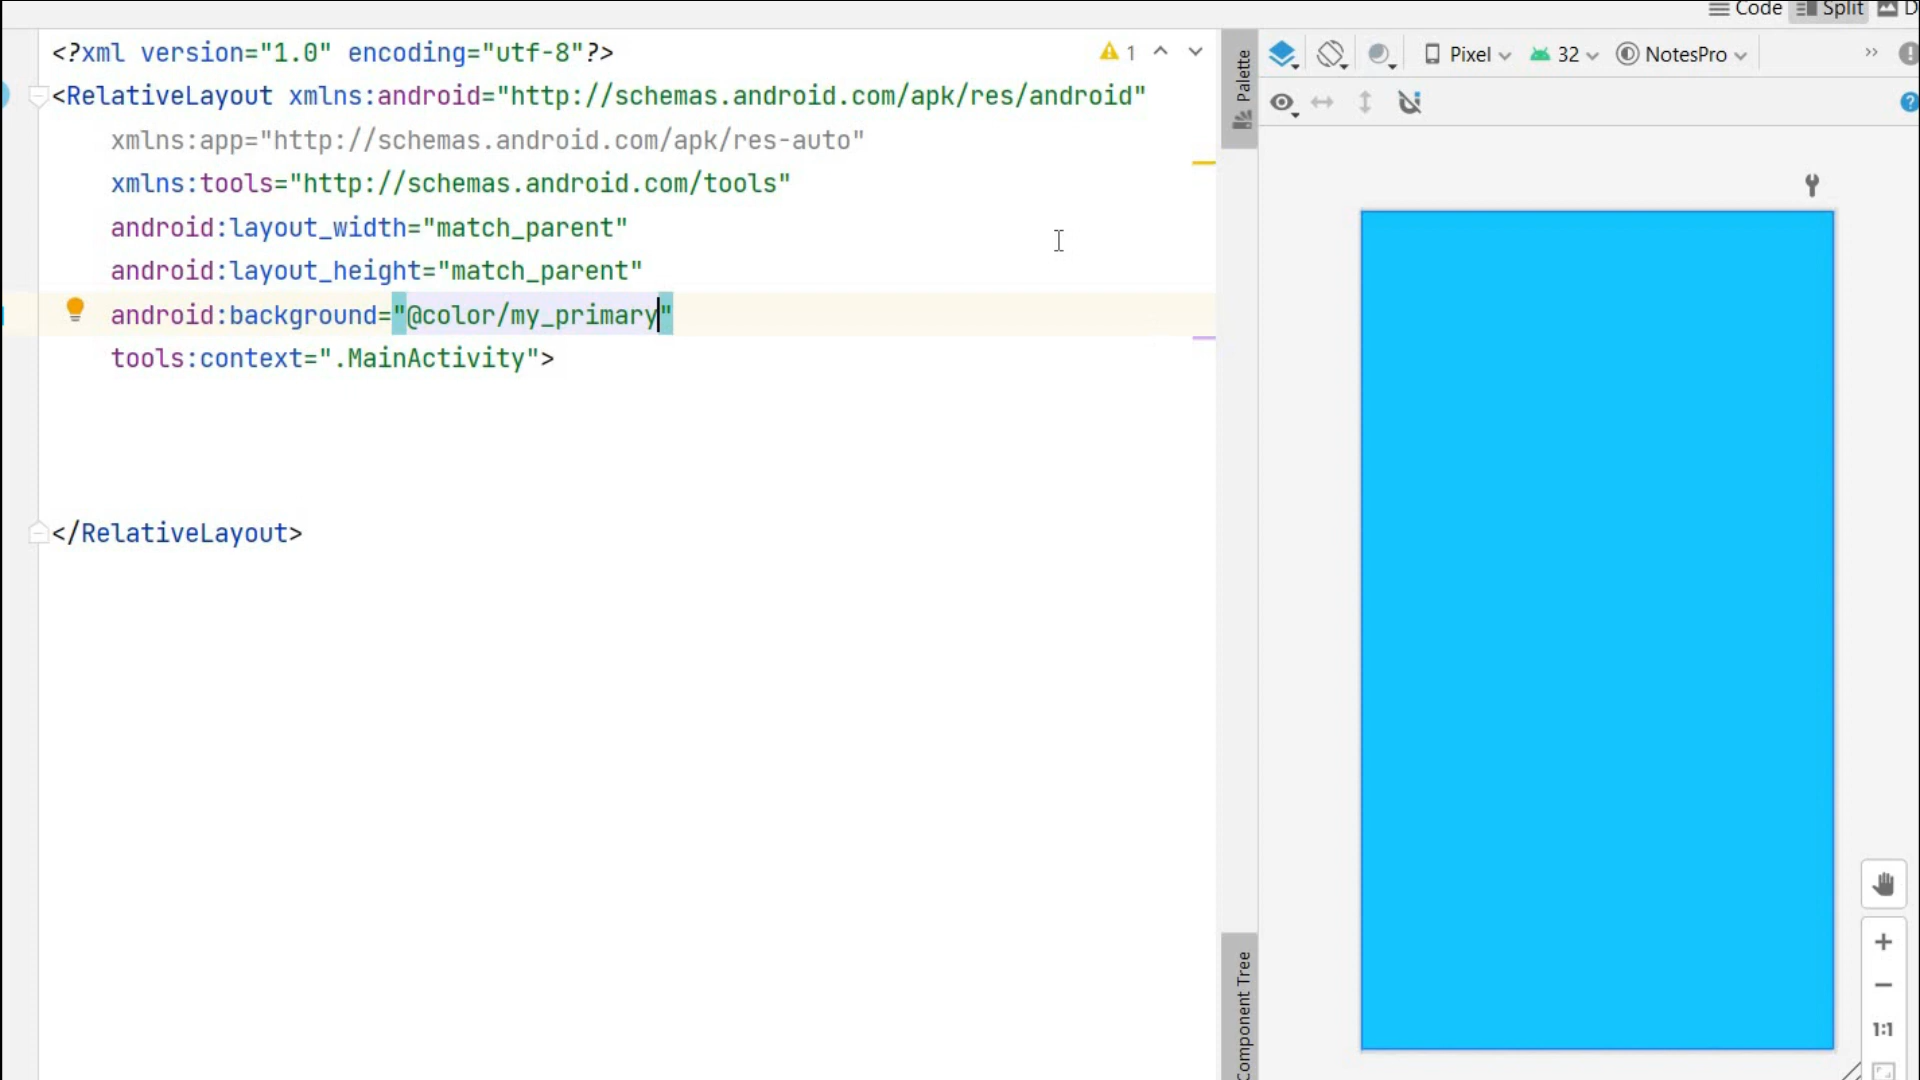 Code Split D
<?xml version="1.0" encoding="utf-8"?>
1
<RelativeLayout xmlns:android="http://schemas.android.com/apk/res/android"
xmlns:app="http://schemas.android.com/apk/res-auto"
xmlns:tools="http://schemas.android.com/tools"
android:layout_width="match_parent"
android:layout_height="match_parent"
android:background="@color/my_primary"
tools:context=".MainActivity">
</RelativeLayout>
Palette
Component Tree
Pixel 32 NotesPro
1:1